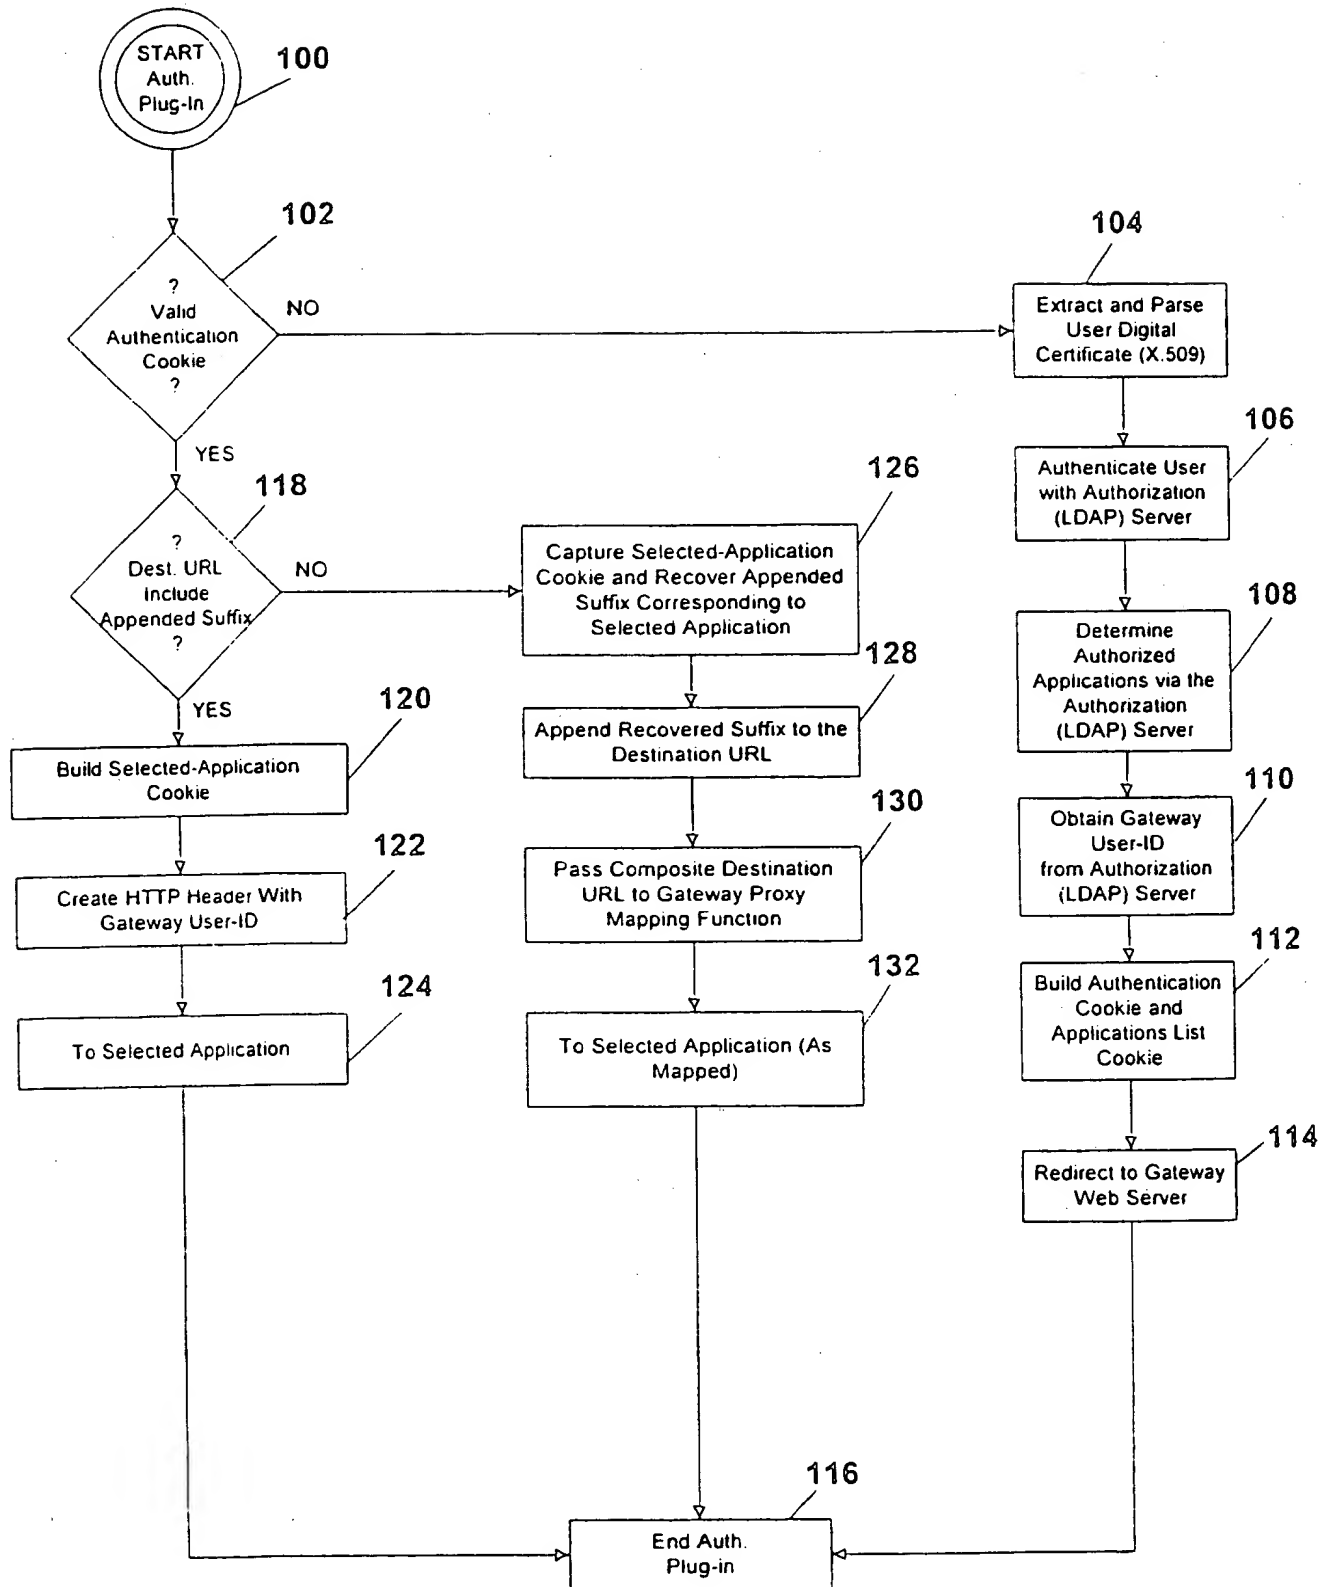 START
Auth.
Plug-In
100
102
?
Valid
Authentication
Cookie
?
NO
YES
104
Extract and Parse
User Digital
Certificate (X.509)
106
Authenticate User
with Authorization
(LDAP) Server
108
Determine
Authorized
Applications via the
Authorization
(LDAP) Server
110
Obtain Gateway
User-ID
from Authorization
(LDAP) Server
112
Build Authentication
Cookie and
Applications List
Cookie
114
Redirect to Gateway
Web Server
118
?
Dest. URL
Include
Appended Suffix
?
NO
YES
126
Capture Selected-Application
Cookie and Recover Appended
Suffix Corresponding to
Selected Application
128
Append Recovered Suffix to the
Destination URL
130
Pass Composite Destination
URL to Gateway Proxy
Mapping Function
132
To Selected Application (As
Mapped)
120
Build Selected-Application
Cookie
122
Create HTTP Header With
Gateway User-ID
124
To Selected Application
116
End Auth.
Plug-in